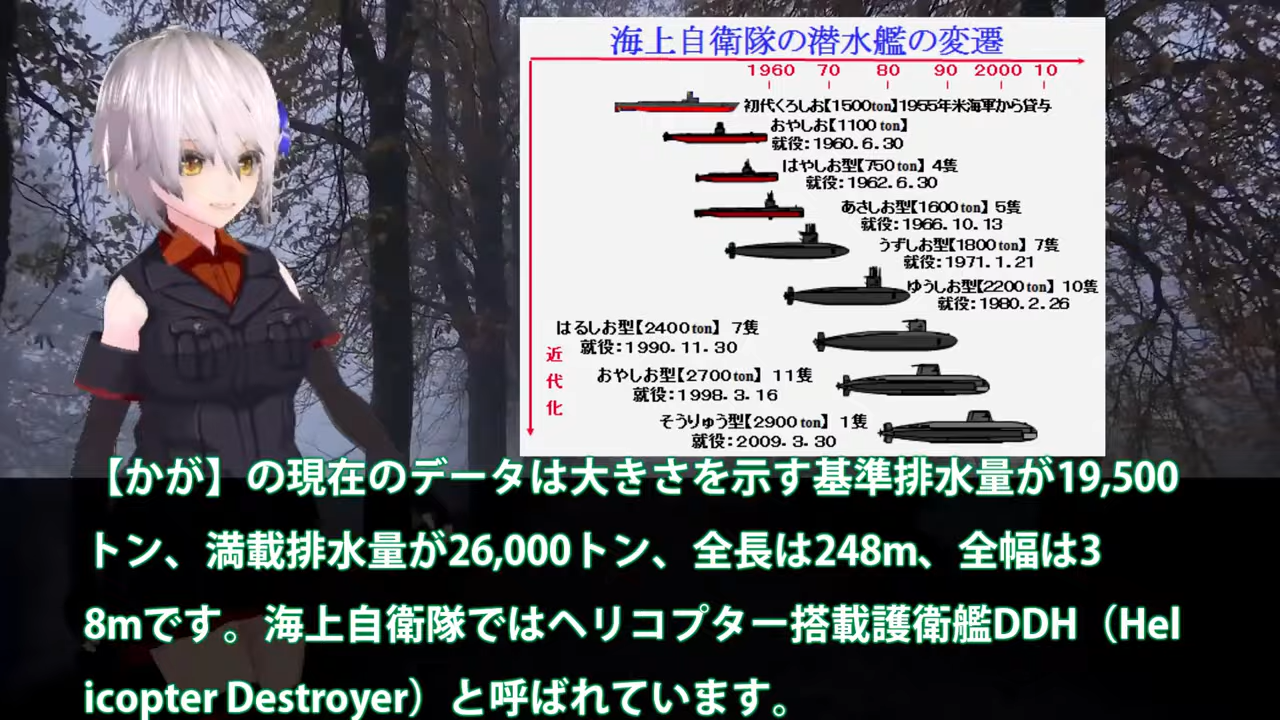 海上自衛隊の潜水艦の変遷
1960 70 80 90 2000 10
初代くろしお【1500ton】1955年米海軍から貸与
おやしお【1100 ton】
就役:1960.6.30
はやしお型【750 ton】 4隻
就役:1962.6.30
あさしお型【1600 ton】 5隻
就役:1966.10.13
うずしお型【1800 ton】 7隻
就役:1971.1.21
ゆうしお型【2200 ton】 10隻
就役:1980.2.26
はるしお型【2400 ton】 7隻
就役:1990.11.30
おやしお型【2700 ton】 11隻
就役:1998.3.16
そうりゅう型【2900 ton】 1隻
就役:2009.3.30
近代化
【かが】の現在のデータは大きさを示す基準排水量が19,500
トン、満載排水量が26,000トン、全長は248m、全幅は3
8mです。海上自衛隊ではヘリコプター搭載護衛艦DDH（Hel
icopter Destroyer）と呼ばれています。